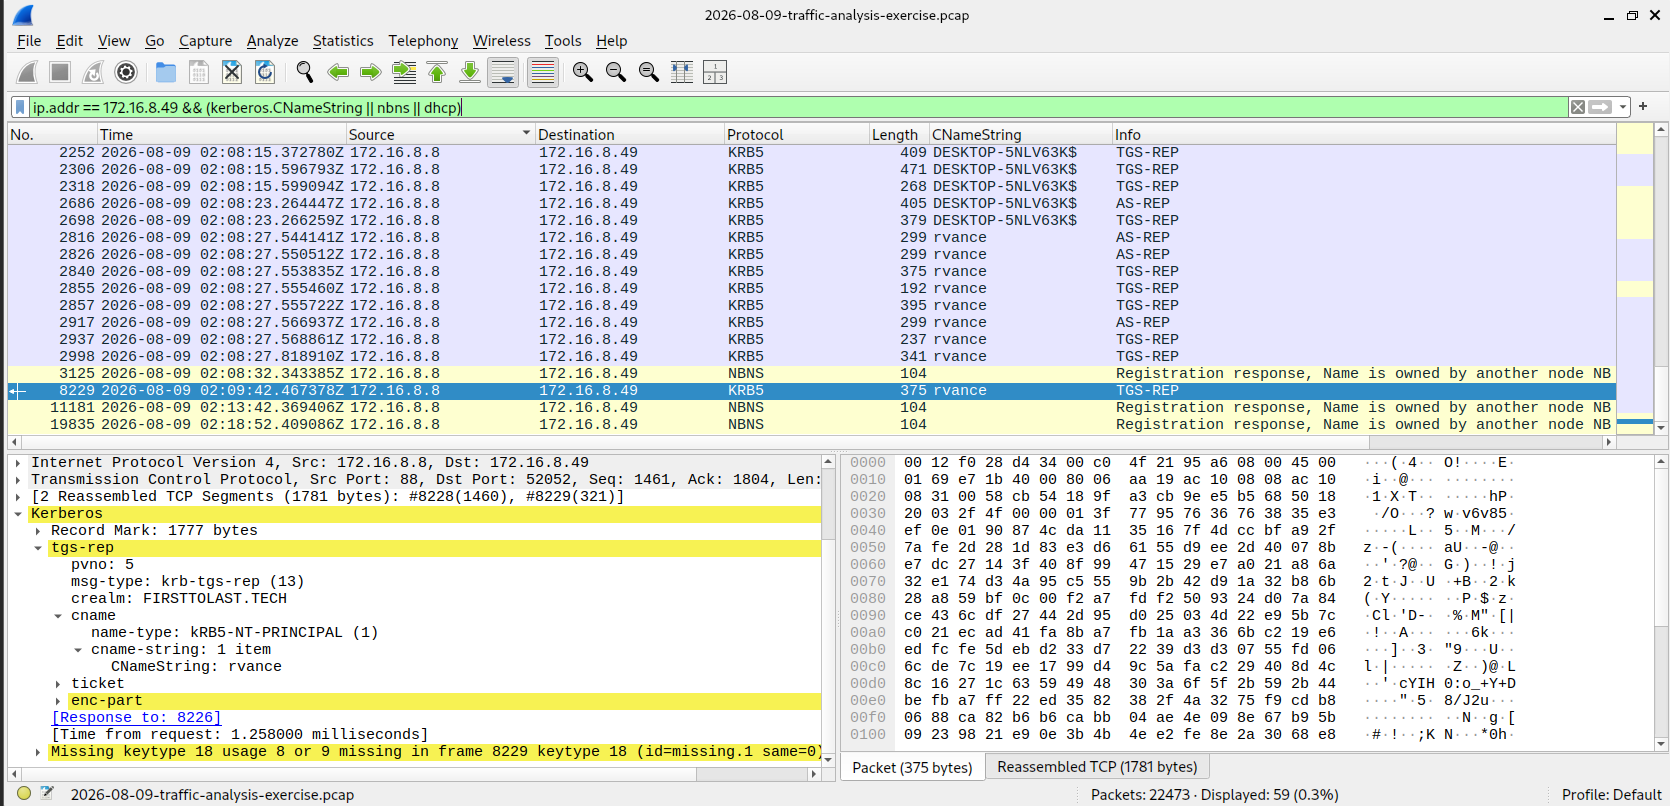 2026-08-09-traffic-analysis-exercise.pcap
File Edit View Go Capture Analyze Statistics Telephony Wireless Tools Help
ip.addr == 172.16.8.49 && (kerberos.CNameString || nbns || dhcp)
No. Time Source Destination Protocol Length CNameString Info
2252 2026-08-09 02:08:15.372780Z 172.16.8.8 172.16.8.49 KRB5 409 DESKTOP-5NLV63K$ TGS-REP
2306 2026-08-09 02:08:15.596793Z 172.16.8.8 172.16.8.49 KRB5 471 DESKTOP-5NLV63K$ TGS-REP
2318 2026-08-09 02:08:15.599094Z 172.16.8.8 172.16.8.49 KRB5 268 DESKTOP-5NLV63K$ TGS-REP
2686 2026-08-09 02:08:23.264447Z 172.16.8.8 172.16.8.49 KRB5 405 DESKTOP-5NLV63K$ AS-REP
2698 2026-08-09 02:08:23.266259Z 172.16.8.8 172.16.8.49 KRB5 379 DESKTOP-5NLV63K$ TGS-REP
2816 2026-08-09 02:08:27.544141Z 172.16.8.8 172.16.8.49 KRB5 299 rvance AS-REP
2826 2026-08-09 02:08:27.550512Z 172.16.8.8 172.16.8.49 KRB5 299 rvance AS-REP
2840 2026-08-09 02:08:27.553835Z 172.16.8.8 172.16.8.49 KRB5 375 rvance TGS-REP
2855 2026-08-09 02:08:27.555460Z 172.16.8.8 172.16.8.49 KRB5 192 rvance TGS-REP
2857 2026-08-09 02:08:27.555722Z 172.16.8.8 172.16.8.49 KRB5 395 rvance TGS-REP
2917 2026-08-09 02:08:27.566937Z 172.16.8.8 172.16.8.49 KRB5 299 rvance AS-REP
2937 2026-08-09 02:08:27.568861Z 172.16.8.8 172.16.8.49 KRB5 237 rvance TGS-REP
2998 2026-08-09 02:08:27.818910Z 172.16.8.8 172.16.8.49 KRB5 341 rvance TGS-REP
3125 2026-08-09 02:08:32.343385Z 172.16.8.8 172.16.8.49 NBNS 104 Registration response, Name is owned by another node NB
8229 2026-08-09 02:09:42.467378Z 172.16.8.8 172.16.8.49 KRB5 375 rvance TGS-REP
11181 2026-08-09 02:13:42.369406Z 172.16.8.8 172.16.8.49 NBNS 104 Registration response, Name is owned by another node NB
19835 2026-08-09 02:18:52.409086Z 172.16.8.8 172.16.8.49 NBNS 104 Registration response, Name is owned by another node NB
Internet Protocol Version 4, Src: 172.16.8.8, Dst: 172.16.8.49
Transmission Control Protocol, Src Port: 88, Dst Port: 52052, Seq: 1461, Ack: 1804, Len:
[2 Reassembled TCP Segments (1781 bytes): #8228(1460), #8229(321)]
Kerberos
Record Mark: 1777 bytes
tgs-rep
pvno: 5
msg-type: krb-tgs-rep (13)
crealm: FIRSTTOLAST.TECH
cname
name-type: kRB5-NT-PRINCIPAL (1)
cname-string: 1 item
CNameString: rvance
ticket
enc-part
[Response to: 8226]
[Time from request: 1.258000 milliseconds]
Missing keytype 18 usage 8 or 9 missing in frame 8229 keytype 18 (id=missing.1 same=0)
0000 00 12 f0 28 d4 34 00 c0 4f 21 95 a6 08 00 45 00 ···(·4·· O!····E·
0010 01 69 e7 1b 40 00 80 06 aa 19 ac 10 08 08 ac 10 ·i··@··· ········
0020 08 31 00 58 cb 54 18 9f a3 cb 9e e5 b5 68 50 18 ·1·X·T·· ·····hP·
0030 20 03 2f 4f 00 00 01 3f 77 95 76 36 76 38 35 e3 ·/O···? w·v6v85·
0040 ef 0e 01 90 87 4c da 11 35 16 7f 4d cc bf a9 2f ·····L·· 5··M···/
0050 7a fe 2d 28 1d 83 e3 d6 61 55 d9 ee 2d 40 07 8b z·-(···· aU··-@··
0060 e7 dc 27 14 3f 40 8f 99 47 15 29 e7 a0 21 a8 6a ··'·?@·· G·)··!·j
0070 32 e1 74 d3 4a 95 c5 55 9b 2b 42 d9 1a 32 b8 6b 2·t·J··U ·+B··2·k
0080 28 a8 59 bf 0c 00 f2 a7 fd f2 50 93 24 d0 7a 84 (·Y····· ··P·$·z·
0090 ce 43 6c df 27 44 2d 95 d0 25 03 4d 22 e9 5b 7c ·Cl·'D-· ·%·M"·[|
00a0 c0 21 ec ad 41 fa 8b a7 fb 1a a3 36 6b c2 19 e6 ·!··A··· ···6k···
00b0 ed fc fe 5d eb d2 33 d7 22 39 d3 d3 07 55 fd 06 ···]··3· "9···U··
00c0 6c de 7c 19 ee 17 99 d4 9c 5a fa c2 29 40 8d 4c l·|····· ·Z··)@·L
00d0 8c 16 27 1c 63 59 49 48 30 3a 6f 5f 2b 59 2b 44 ··'·cYIH 0:o_+Y+D
00e0 be fb a7 ff 22 ed 35 82 38 2f 4a 32 75 f9 cd b8 ····"·5· 8/J2u···
00f0 06 88 ca 82 b6 b6 ca bb 04 ae 4e 09 8e 67 b9 5b ········ ··N··g·[
0100 09 23 98 21 e9 0e 3b 4b 4e e2 fe 8e 2a 30 68 e8 ·#·!··;K N···*0h·
Packet (375 bytes) Reassembled TCP (1781 bytes)
2026-08-09-traffic-analysis-exercise.pcap Packets: 22473 · Displayed: 59 (0.3%) Profile: Default